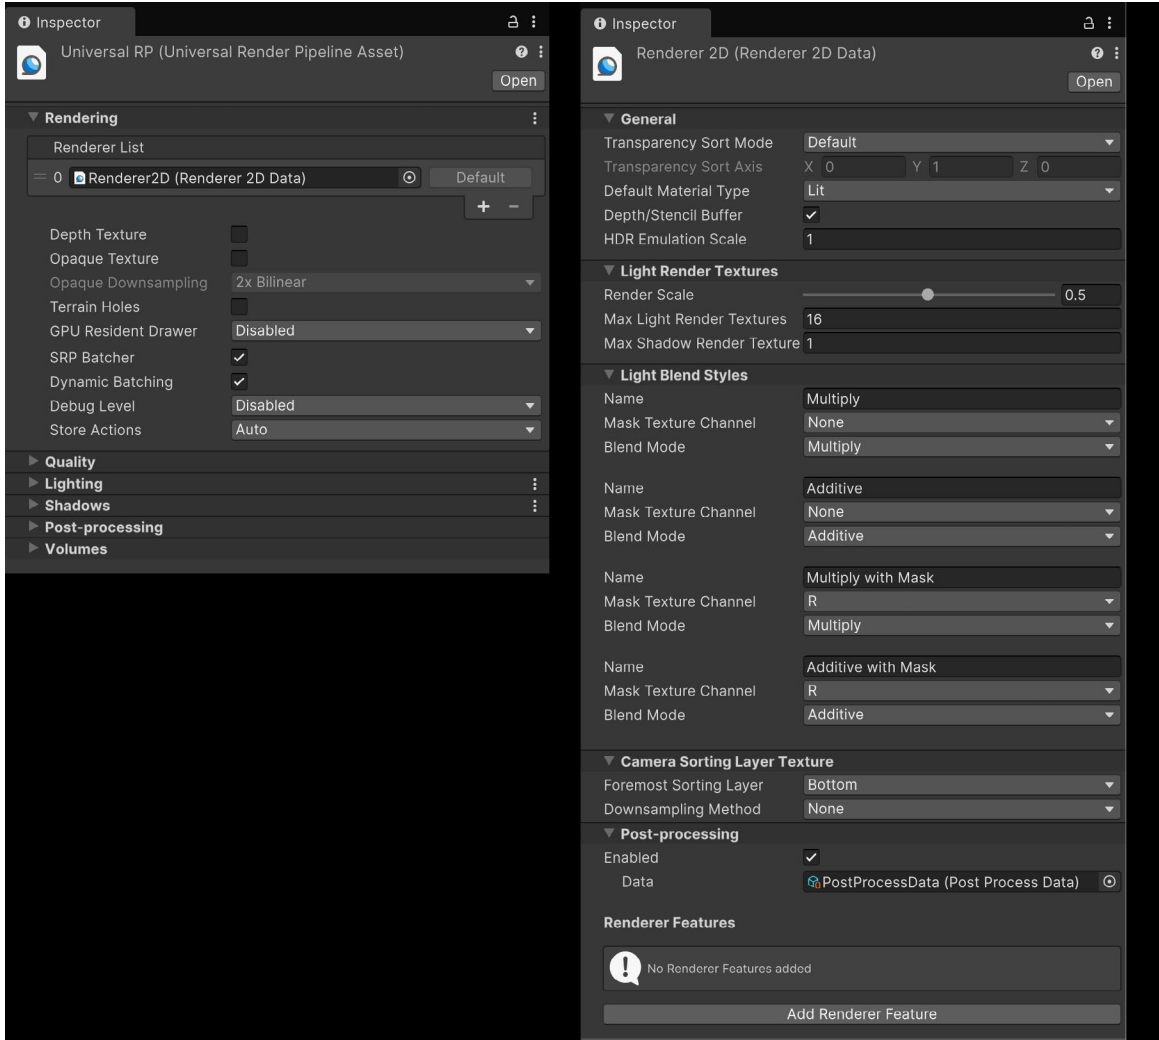 Inspector
Universal RP (Universal Render Pipeline Asset)
Open
Rendering
Renderer List
0 Renderer2D (Renderer 2D Data) Default
+ -
Depth Texture
Opaque Texture
Opaque Downsampling 2x Bilinear
Terrain Holes
GPU Resident Drawer Disabled
SRP Batcher
Dynamic Batching
Debug Level Disabled
Store Actions Auto
Quality
Lighting
Shadows
Post-processing
Volumes
Inspector
Renderer 2D (Renderer 2D Data)
Open
General
Transparency Sort Mode Default
Transparency Sort Axis X 0 Y 1 Z 0
Default Material Type Lit
Depth/Stencil Buffer
HDR Emulation Scale 1
Light Render Textures
Render Scale 0.5
Max Light Render Textures 16
Max Shadow Render Texture 1
Light Blend Styles
Name Multiply
Mask Texture Channel None
Blend Mode Multiply
Name Additive
Mask Texture Channel None
Blend Mode Additive
Name Multiply with Mask
Mask Texture Channel R
Blend Mode Multiply
Name Additive with Mask
Mask Texture Channel R
Blend Mode Additive
Camera Sorting Layer Texture
Foremost Sorting Layer Bottom
Downsampling Method None
Post-processing
Enabled
Data PostProcessData (Post Process Data)
Renderer Features
No Renderer Features added
Add Renderer Feature